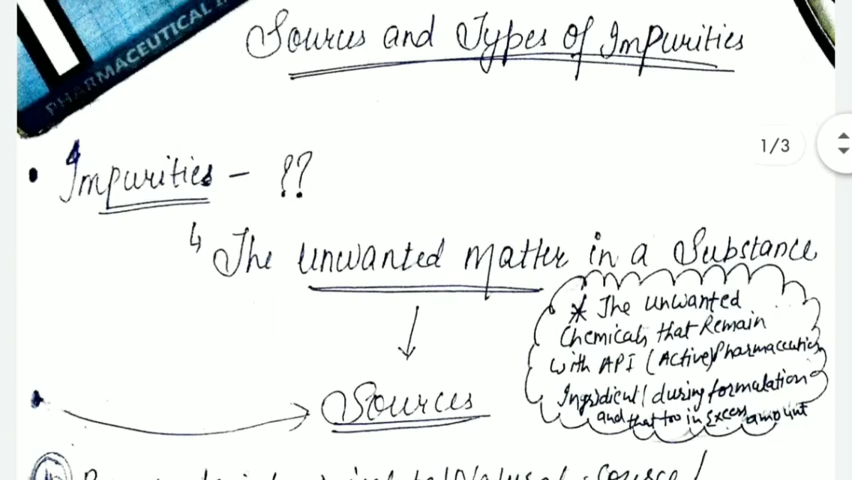 PHARMACEUTICAL
Sources and Types of Impurities
1/3
• Impurities - ??
↳ The unwanted matter in a Substance
* The unwanted
Chemicals that Remain
with API (Active Pharmaceutical
Ingredient) during formulation
and that too in Excess amount
Sources